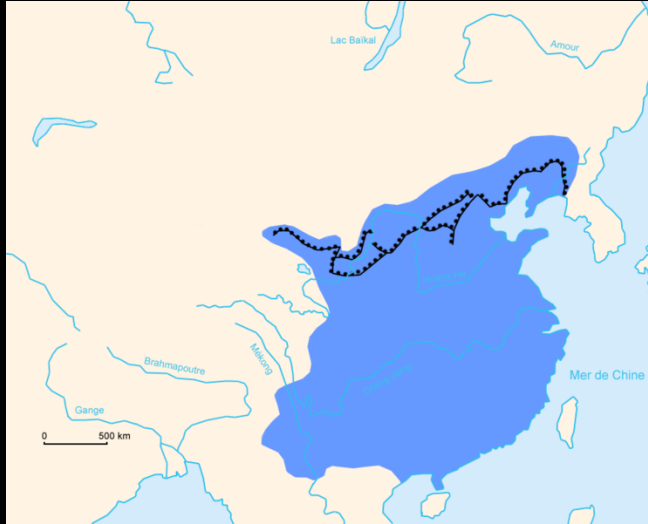 Lac Baïkal
Amour
Mékong
Brahmapoutre
Gange
Mer de Chine
0
500 km